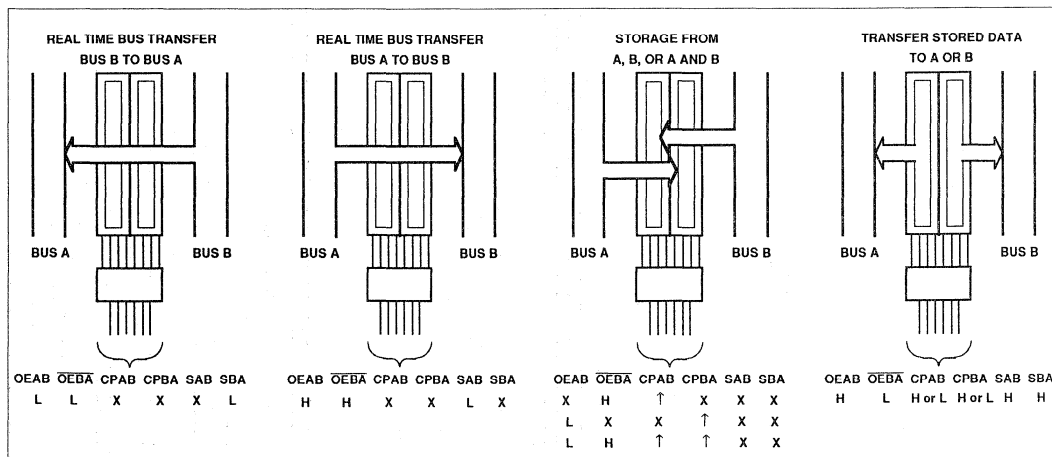 REAL TIME BUS TRANSFER
BUS B TO BUS A
BUS A
BUS B
OEAB OEBA CPAB CPBA SAB SBA
L L X X X L
REAL TIME BUS TRANSFER
BUS A TO BUS B
BUS A
BUS B
OEAB OEBA CPAB CPBA SAB SBA
H H X X L X
STORAGE FROM
A, B, OR A AND B
BUS A
BUS B
OEAB OEBA CPAB CPBA SAB SBA
X H ↑ X X X
L X X ↑ X X
L H ↑ ↑ X X
TRANSFER STORED DATA
TO A OR B
BUS A
BUS B
OEAB OEBA CPAB CPBA SAB SBA
H L H or L H or L H H